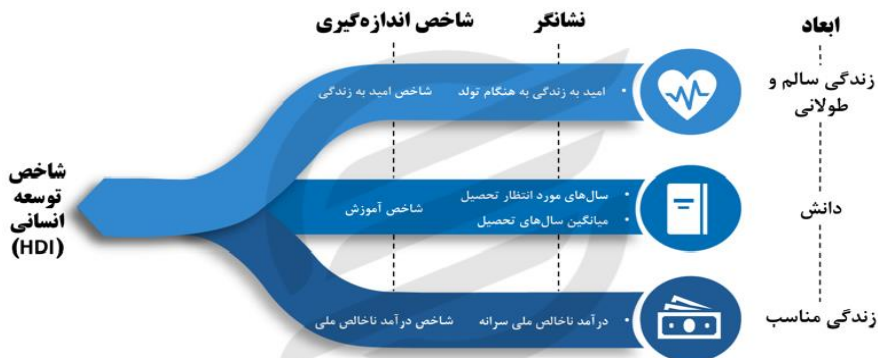 ابعاد
نشانگر
شاخص اندازه‌گیری
زندگی سالم و
طولانی
• امید به زندگی به هنگام تولد
شاخص امید به زندگی
دانش
• سال‌های مورد انتظار تحصیل
• میانگین سال‌های تحصیل
شاخص آموزش
زندگی مناسب
• درآمد ناخالص ملی سرانه
شاخص درآمد ناخالص ملی
شاخص
توسعه
انسانی
(HDI)